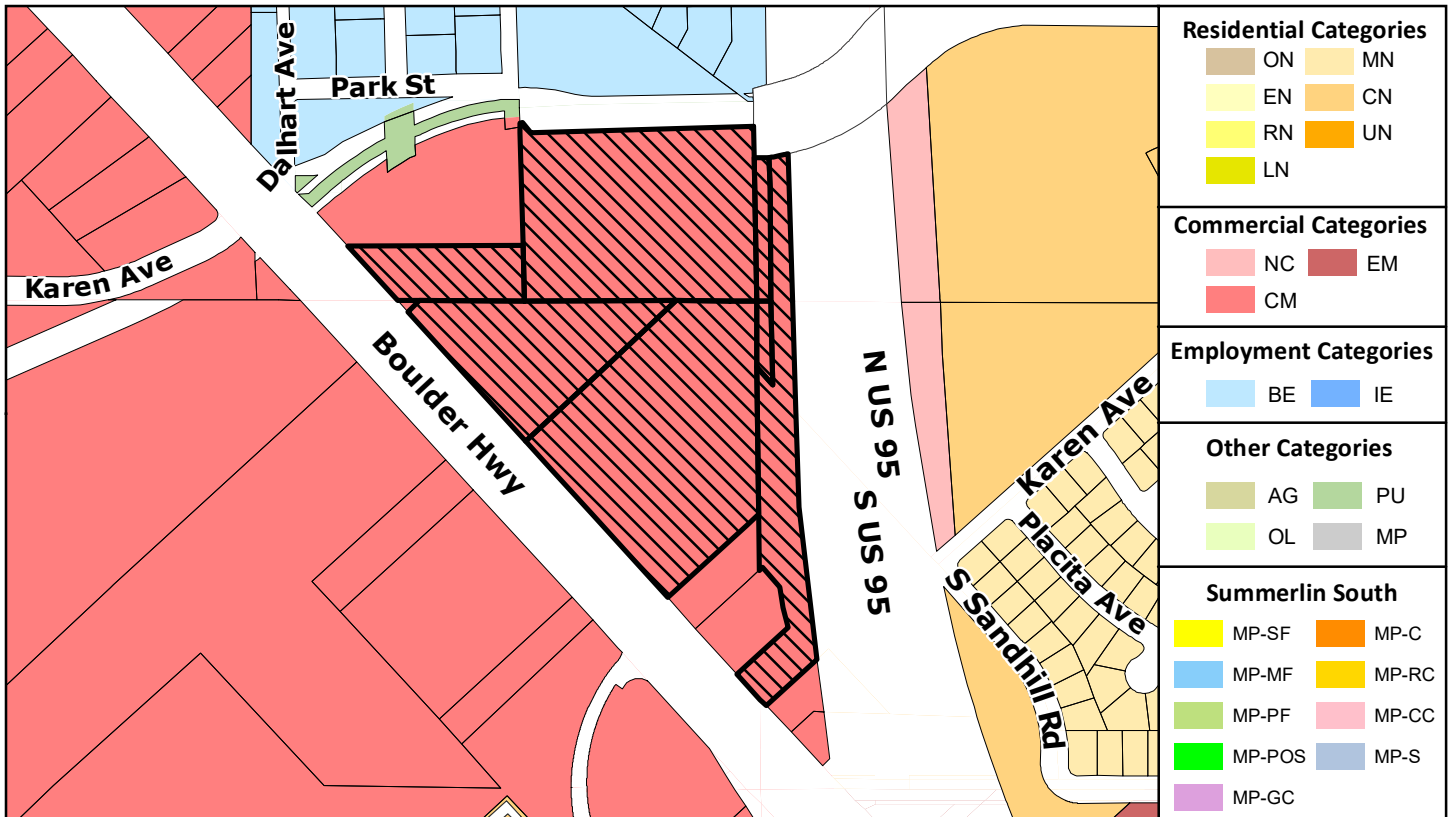 Dalhart Ave
Park St
Karen Ave
Boulder Hwy
N US 95
S US 95
Karen Ave
Placita Ave
S Sandhill Rd
Residential Categories
ON MN
EN CN
RN UN
LN
Commercial Categories
NC EM
CM
Employment Categories
BE IE
Other Categories
AG PU
OL MP
Summerlin South
MP-SF MP-C
MP-MF MP-RC
MP-PF MP-CC
MP-POS MP-S
MP-GC